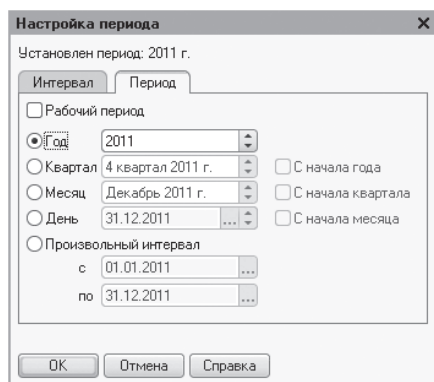 Настройка периода
Установлен период: 2011 г.
Интервал Период
Рабочий период
Год 2011
Квартал 4 квартал 2011 г. С начала года
Месяц Декабрь 2011 г. С начала квартала
День 31.12.2011 ... С начала месяца
Произвольный интервал
с 01.01.2011 ...
по 31.12.2011 ...
OK Отмена Справка